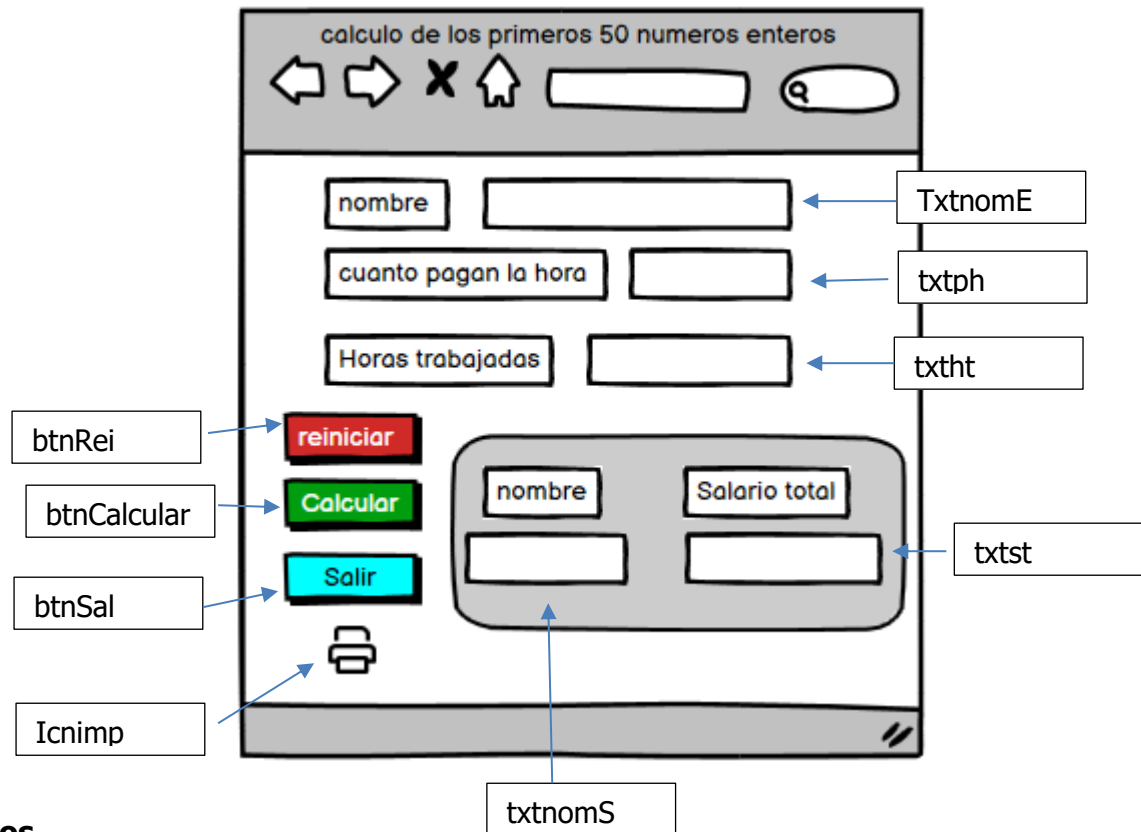 calculo de los primeros 50 numeros enteros
nombre
TxtnomE
cuanto pagan la hora
txtph
Horas trabajadas
txtht
btnRei
reiniciar
btnCalcular
Calcular
nombre
Salario total
txtst
btnSal
Salir
Icnimp
txtnomS
os